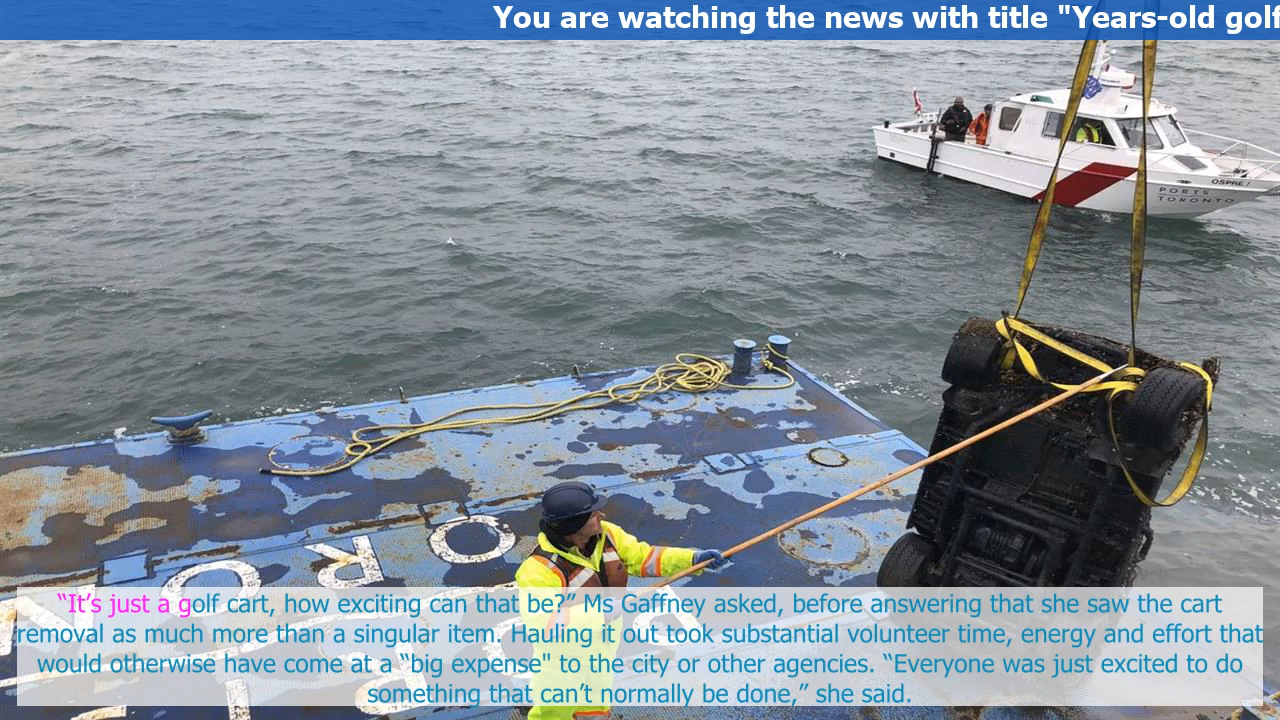 You are watching the news with title "Years-old golf
OSPREY
PORTS
TORONTO
TORO
“It’s just a golf cart, how exciting can that be?” Ms Gaffney asked, before answering that she saw the cart
removal as much more than a singular item. Hauling it out took substantial volunteer time, energy and effort that
would otherwise have come at a “big expense" to the city or other agencies. “Everyone was just excited to do
something that can’t normally be done,” she said.